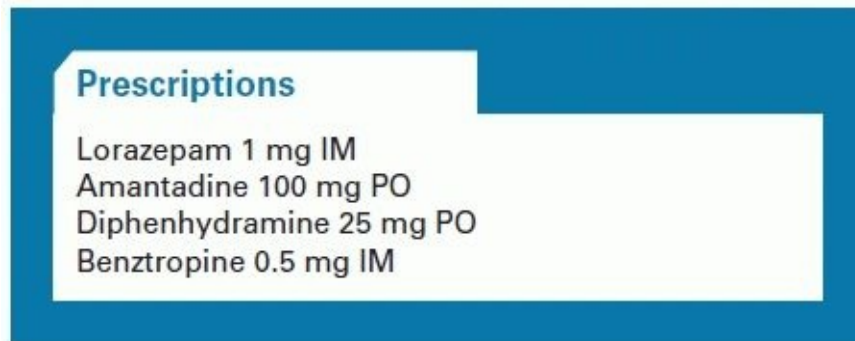 Prescriptions
Lorazepam 1 mg IM
Amantadine 100 mg PO
Diphenhydramine 25 mg PO
Benztropine 0.5 mg IM